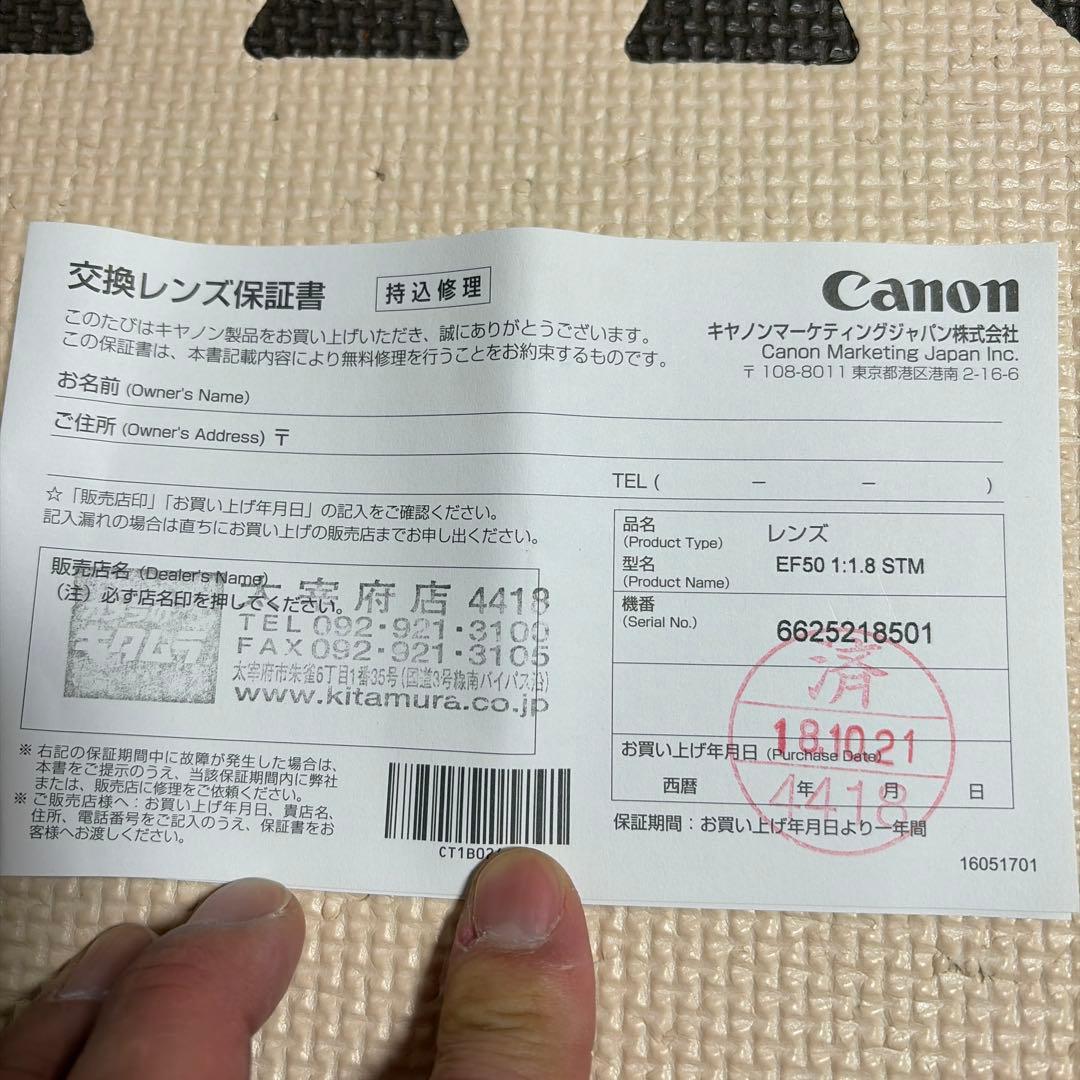 交換レンズ保証書
持込修理
Canon
キヤノンマーケティングジャパン株式会社
Canon Marketing Japan Inc.
〒108-8011 東京都港区港南 2-16-6
このたびはキヤノン製品をお買い上げいただき、誠にありがとうございます。
この保証書は、本書記載内容により無料修理を行うことをお約束するものです。
お名前 (Owner's Name)
ご住所 (Owner's Address) 〒
TEL ( − − )
☆「販売店印」「お買い上げ年月日」の記入をご確認ください。
記入漏れの場合は直ちにお買い上げの販売店までお申し出ください。
販売店名 (Dealer's Name)
(注) 必ず店名印を押してください。
太宰府店 4418
TEL 092・921・3100
FAX 092・921・3105
太宰府市朱雀6丁目1番35号(国道3号線南バイパス沿)
www.kitamura.co.jp
キタムラ
品名
(Product Type)
レンズ
型名
(Product Name)
EF50 1:1.8 STM
機番
(Serial No.)
6625218501
済
18.10.21
4418
お買い上げ年月日 (Purchase Date)
西暦 年 月 日
保証期間：お買い上げ年月日より一年間
16051701
※ 右記の保証期間中に故障が発生した場合は、
本書をご提示のうえ、当該保証期間内に弊社
または、販売店に修理をご依頼ください。
※ ご販売店様へ：お買い上げ年月日、貴店名、
住所、電話番号をご記入のうえ、保証書をお
客様へお渡しください。